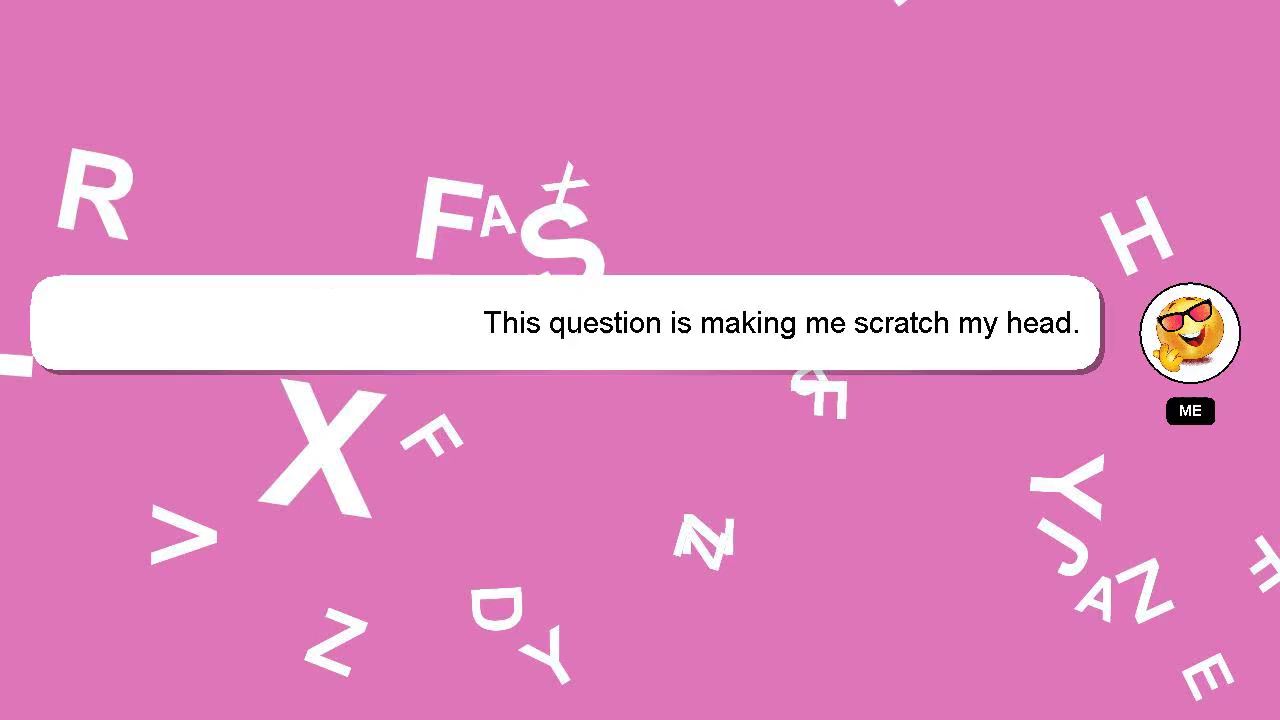 R
F A X
S
H
This question is making me scratch my head.
ME
X
F
F
Y
V
N
J
D
Y
A
Z
F
N
E